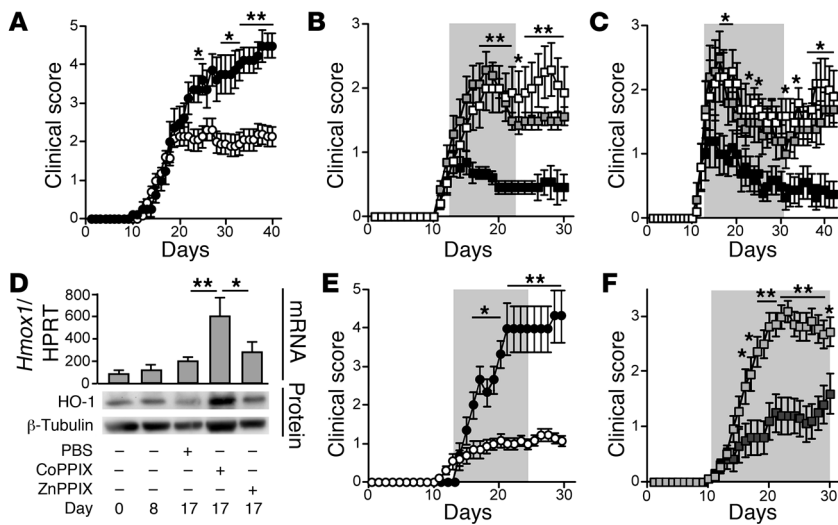 A
Clinical score
5
4
3
2
1
0
*
*
**
0 10 20 30 40
Days
B
Clinical score
3
2
1
0
**
*
**
0 10 20 30
Days
C
Clinical score
3
2
1
0
*
*
*
*
*
*
0 10 20 30 40
Days
D
Hmox1/
HPRT
800
600
400
200
0
** *
mRNA
HO-1
β-Tubulin
Protein
PBS – – + – –
CoPPIX – – – + –
ZnPPIX – – – – +
Day 0 8 17 17 17
E
Clinical score
5
4
3
2
1
0
*
**
0 10 20 30
Days
F
Clinical score
3
2
1
0
*
*
**
**
*
0 10 20 30
Days